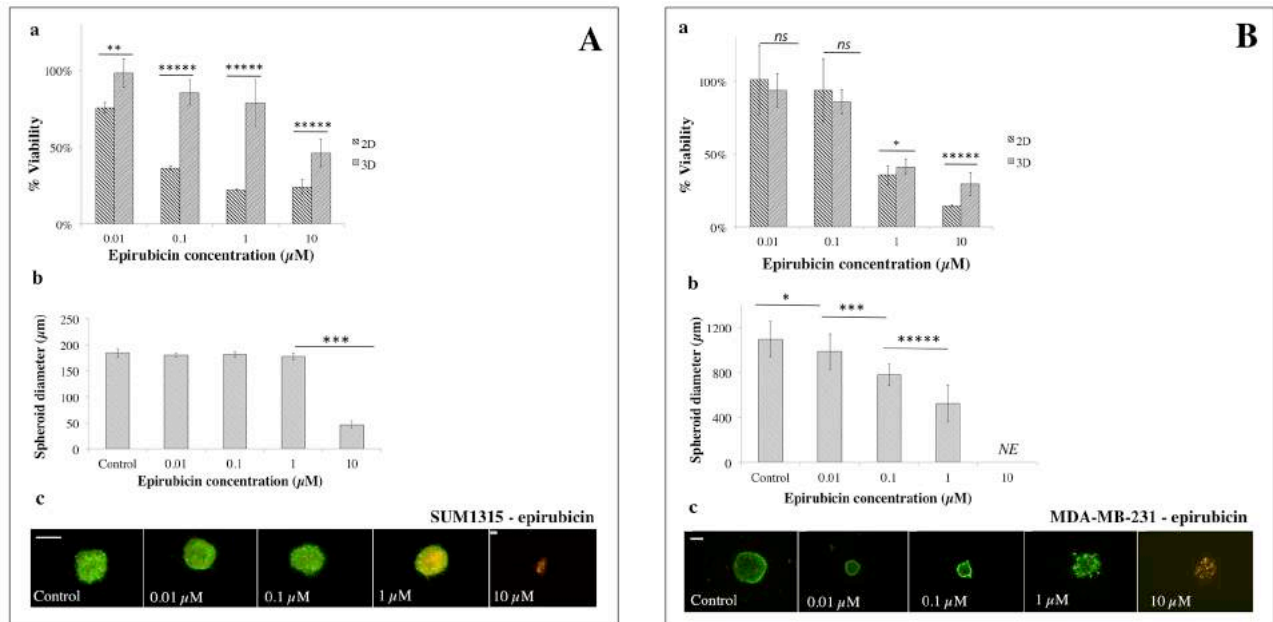 a
A
**
*****
*****
*****
100%
50%
0%
% Viability
2D
3D
0.01
0.1
1
10
Epirubicin concentration (µM)
b
***
250
200
150
100
50
0
Spheroid diameter (µm)
Control
0.01
0.1
1
10
Epirubicin concentration (µM)
c
SUM1315 - epirubicin
Control
0.01 µM
0.1 µM
1 µM
10 µM
a
B
ns
ns
*
*****
100%
50%
0%
% Viability
2D
3D
0.01
0.1
1
10
Epirubicin concentration (µM)
b
*
***
*****
1200
800
400
0
Spheroid diameter (µm)
NE
Control
0.01
0.1
1
10
Epirubicin concentration (µM)
c
MDA-MB-231 - epirubicin
Control
0.01 µM
0.1 µM
1 µM
10 µM